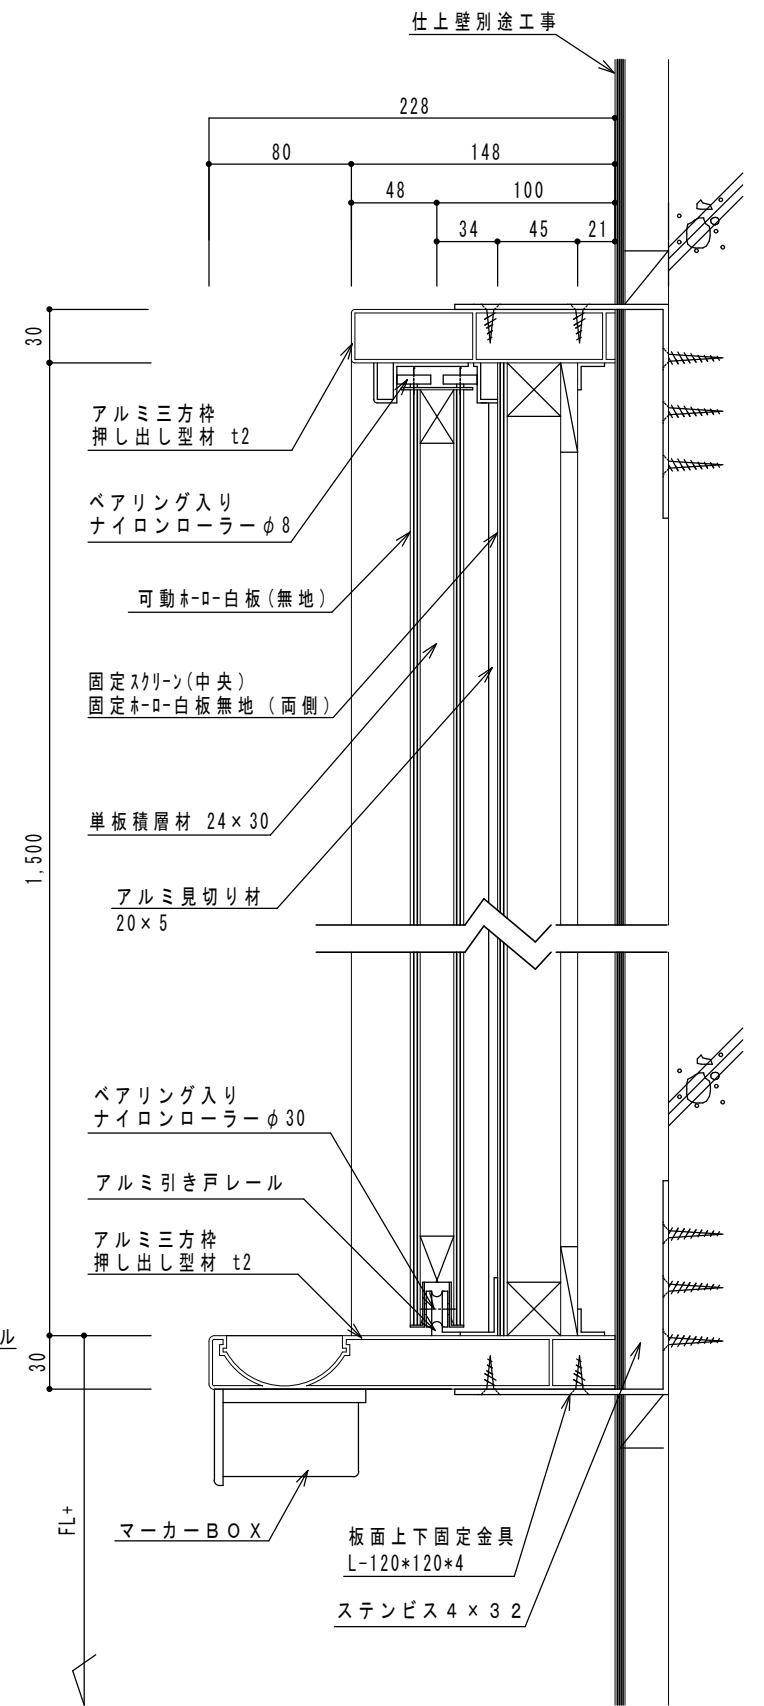 仕上壁別途工事
228
80
148
48
100
34
45
21
30
アルミ三方枠
押し出し型材 t2
ベアリング入り
ナイロンローラーφ8
可動ﾎｰﾛｰ白板(無地)
固定ｽｸﾘｰﾝ(中央)
固定ﾎｰﾛｰ白板無地 (両側)
単板積層材 24×30
1,500
アルミ見切り材
20×5
ベアリング入り
ナイロンローラーφ30
アルミ引き戸レール
アルミ三方枠
押し出し型材 t2
ル
30
FL+
マーカーBOX
板面上下固定金具
L-120*120*4
ステンビス4×32